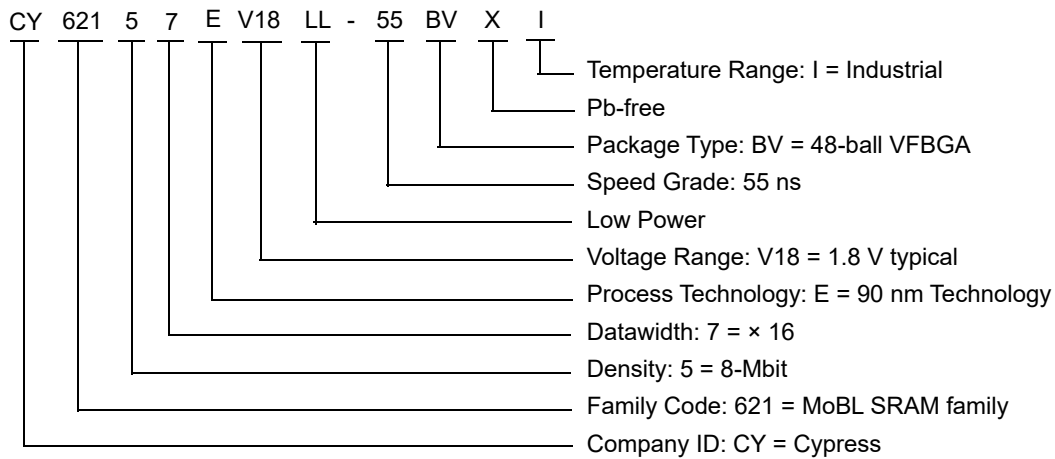 CY 621 5 7 E V18 LL - 55 BV X I
Temperature Range: I = Industrial
Pb-free
Package Type: BV = 48-ball VFBGA
Speed Grade: 55 ns
Low Power
Voltage Range: V18 = 1.8 V typical
Process Technology: E = 90 nm Technology
Datawidth: 7 = × 16
Density: 5 = 8-Mbit
Family Code: 621 = MoBL SRAM family
Company ID: CY = Cypress